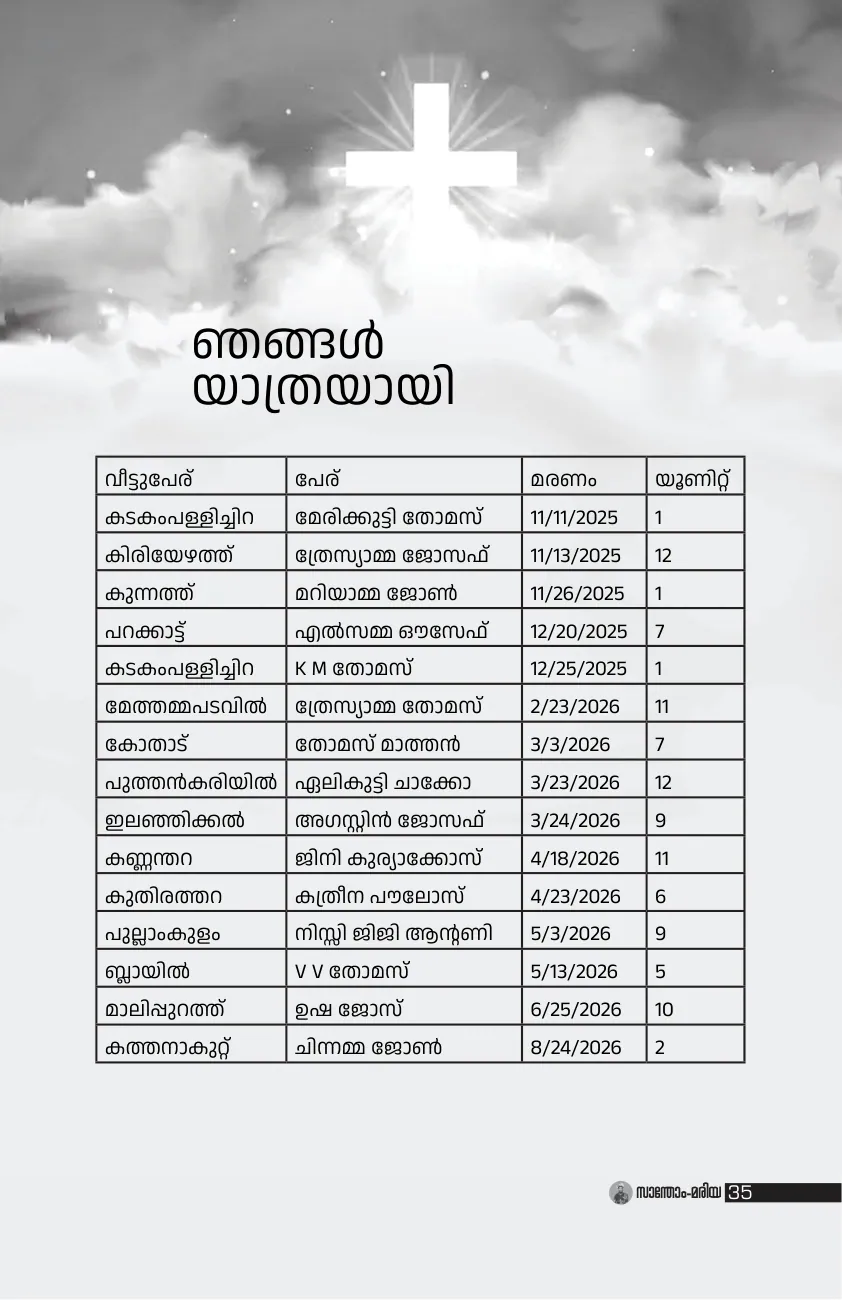 ഞങ്ങൾ
യാത്രയായി
വീട്ടുപേര് പേര് മരണം യൂണിറ്റ്
കടകംപള്ളിച്ചിറ മേരിക്കുട്ടി തോമസ് 11/11/2025 1
കിരിയേഴത്ത് ത്രേസ്യാമ്മ ജോസഫ് 11/13/2025 12
കുന്നത്ത് മറിയാമ്മ ജോൺ 11/26/2025 1
പറക്കാട്ട് എൽസമ്മ ഔസേഫ് 12/20/2025 7
കടകംപള്ളിച്ചിറ K M തോമസ് 12/25/2025 1
മേത്തമ്മപടവിൽ ത്രേസ്യാമ്മ തോമസ് 2/23/2026 11
കോതാട് തോമസ് മാത്തൻ 3/3/2026 7
പുത്തൻകരിയിൽ ഏലികുട്ടി ചാക്കോ 3/23/2026 12
ഇലഞ്ഞിക്കൽ അഗസ്റ്റിൻ ജോസഫ് 3/24/2026 9
കണ്ണന്തറ ജിനി കുര്യാക്കോസ് 4/18/2026 11
കുതിരത്തറ കത്രീന പൗലോസ് 4/23/2026 6
പുല്ലാംകുളം നിസ്സി ജിജി ആന്റണി 5/3/2026 9
ബ്ലായിൽ V V തോമസ് 5/13/2026 5
മാലിപ്പുറത്ത് ഉഷ ജോസ് 6/25/2026 10
കത്തനാകുറ്റ് ചിന്നമ്മ ജോൺ 8/24/2026 2
സാന്തോം-മരിയ 35